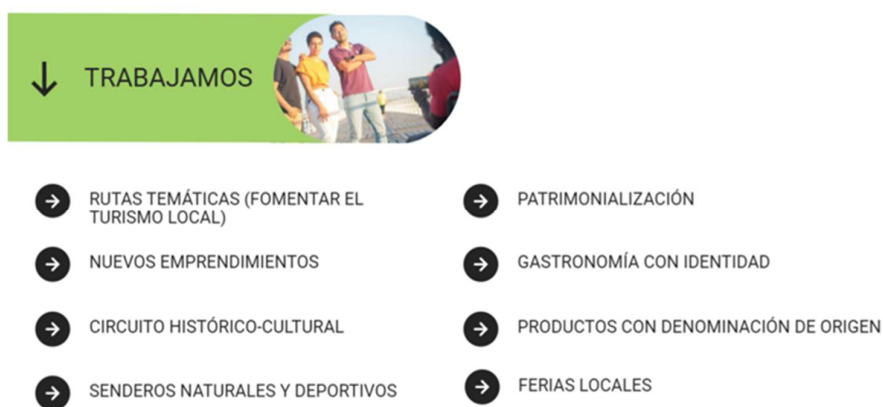 TRABAJAMOS
RUTAS TEMÁTICAS (FOMENTAR EL
TURISMO LOCAL)
NUEVOS EMPRENDIMIENTOS
CIRCUITO HISTÓRICO-CULTURAL
SENDEROS NATURALES Y DEPORTIVOS
PATRIMONIALIZACIÓN
GASTRONOMÍA CON IDENTIDAD
PRODUCTOS CON DENOMINACIÓN DE ORIGEN
FERIAS LOCALES